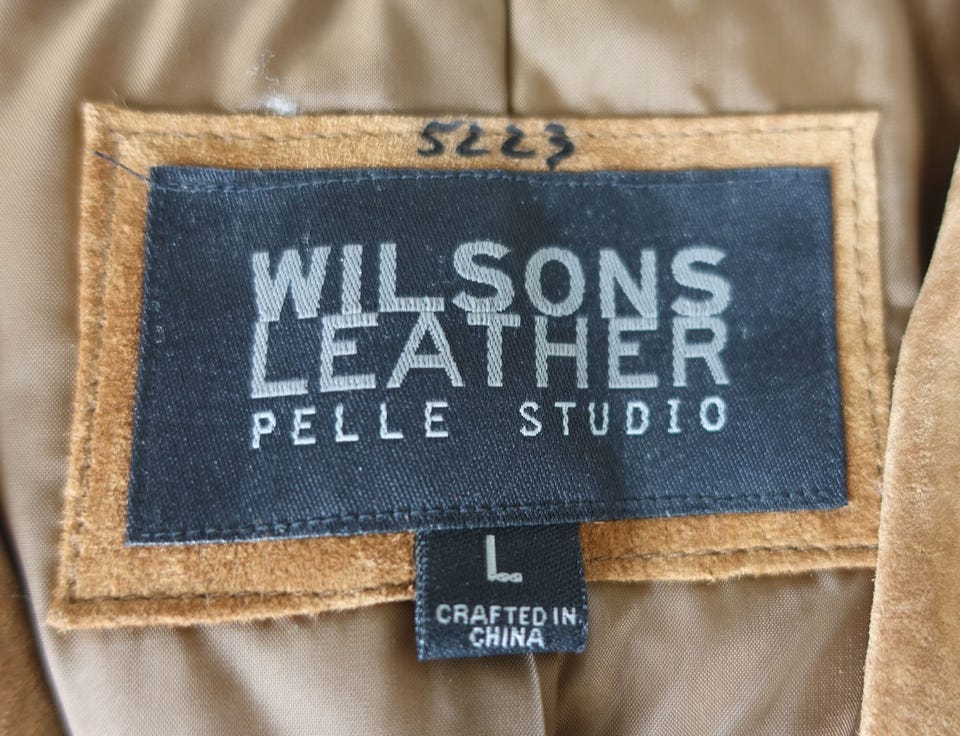 5223
WILSONS
LEATHER
PELLE STUDIO
L
CRAFTED IN
CHINA